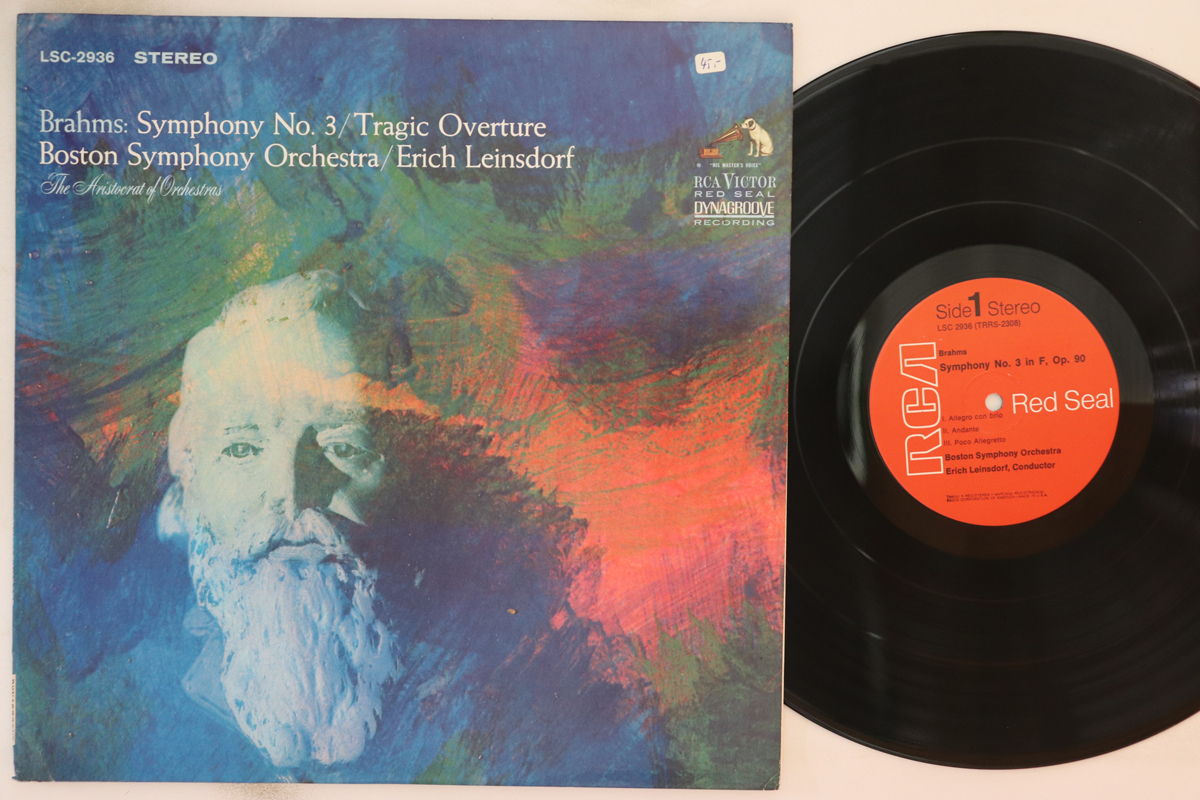 LSC-2936 STEREO
45.-
Brahms: Symphony No. 3/Tragic Overture
Boston Symphony Orchestra/Erich Leinsdorf
The Aristocrat of Orchestras
"HIS MASTER'S VOICE"
RCA VICTOR
RED SEAL
DYNAGROOVE
RECORDING
Side 1 Stereo
LSC 2936 (TRRS-2308)
RCA
Brahms
Symphony No. 3 in F, Op. 90
Red Seal
I. Allegro con brio
II. Andante
III. Poco Allegretto
Boston Symphony Orchestra
Erich Leinsdorf, Conductor